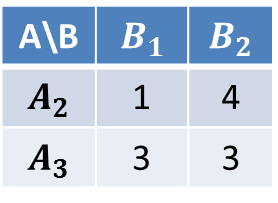 A\B B₁ B₂
A₂ 1 4
A₃ 3 3